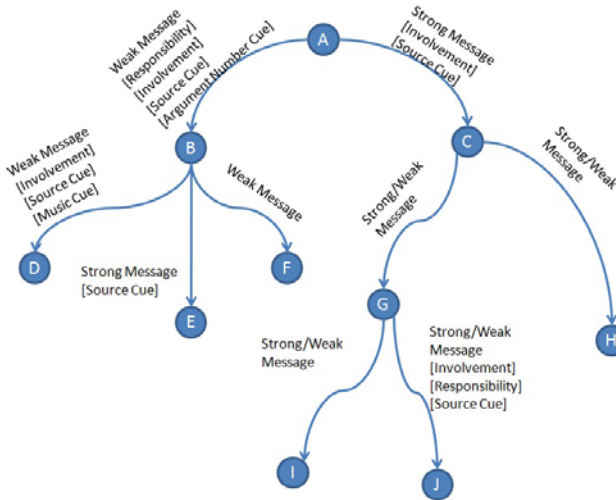 A
Weak Message
[Responsibility]
[Involvement]
[Source Cue]
[Argument Number Cue]
Strong Message
[Involvement]
[Source Cue]
B
C
Weak Message
[Involvement]
[Source Cue]
[Music Cue]
Weak Message
Strong/Weak
Message
Strong/Weak
Message
D
Strong Message
[Source Cue]
F
E
G
H
Strong/Weak
Message
Strong/Weak
Message
[Involvement]
[Responsibility]
[Source Cue]
I
J